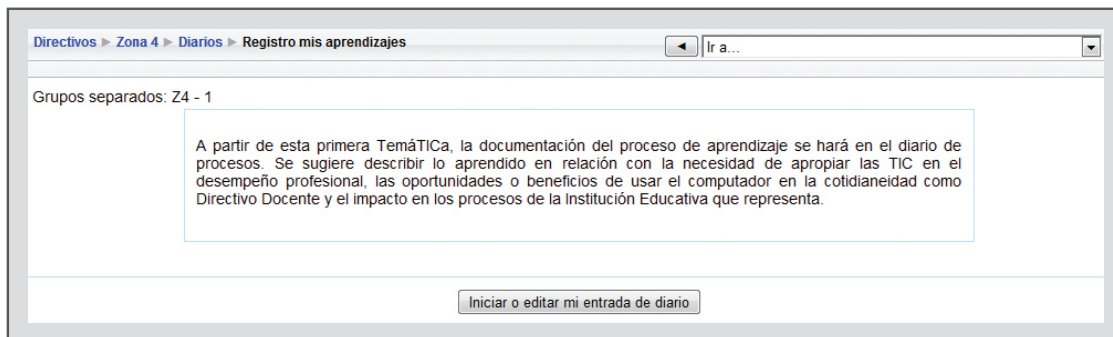 Directivos ► Zona 4 ► Diarios ► Registro mis aprendizajes
◄ Ir a...
Grupos separados: Z4 - 1
A partir de esta primera TemáTICa, la documentación del proceso de aprendizaje se hará en el diario de
procesos. Se sugiere describir lo aprendido en relación con la necesidad de apropiar las TIC en el
desempeño profesional, las oportunidades o beneficios de usar el computador en la cotidianeidad como
Directivo Docente y el impacto en los procesos de la Institución Educativa que representa.
Iniciar o editar mi entrada de diario